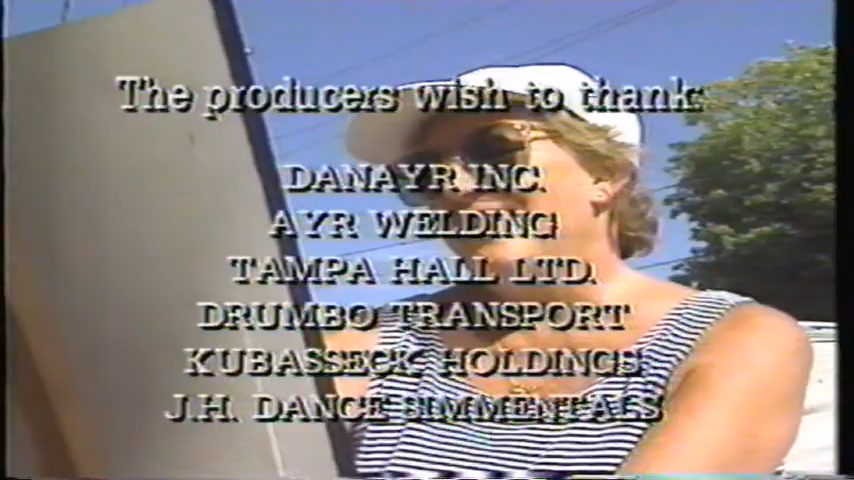 The producers wish to thank:
DANAYR INC.
AYR WELDING
TAMPA HALL LTD.
DRUMBO TRANSPORT
KUBASSECK HOLDINGS
J.H. DANCE SIMMENTALS